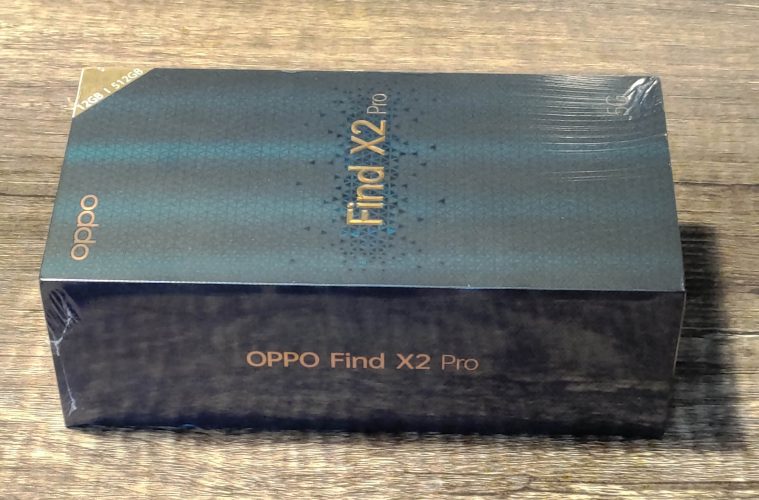 12GB | 512GB
oppo
Find X2 Pro
5G
OPPO Find X2 Pro